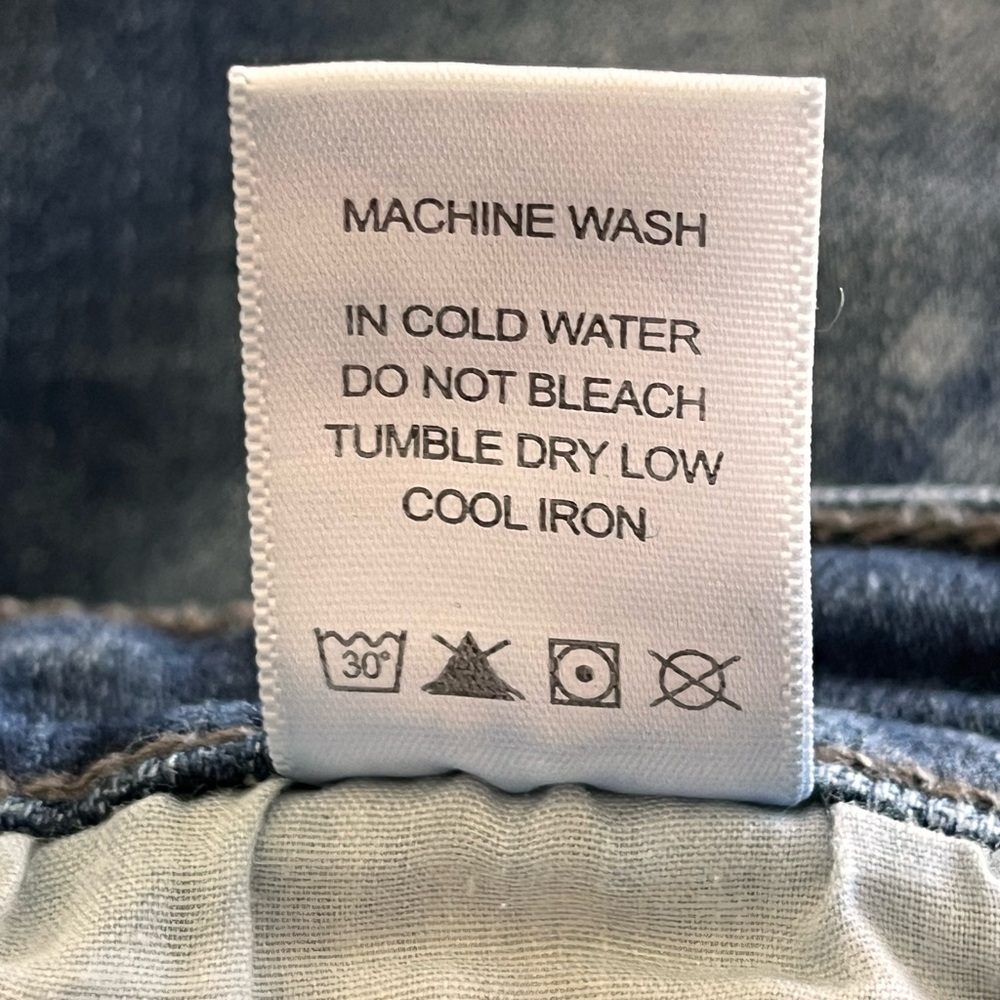 MACHINE WASH
IN COLD WATER
DO NOT BLEACH
TUMBLE DRY LOW
COOL IRON
30°